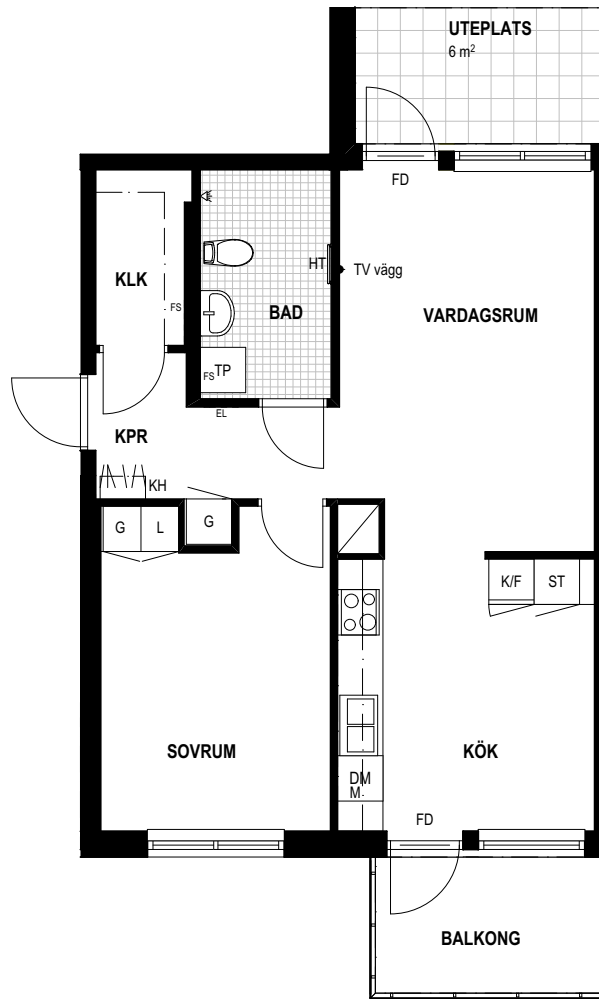 UTEPLATS
6 m²
FD
HT
TV vägg
KLK
FS
BAD
VARDAGSRUM
FS
TP
EL
KPR
KH
G
L
G
K/F
ST
SOVRUM
KÖK
DM
M
FD
BALKONG